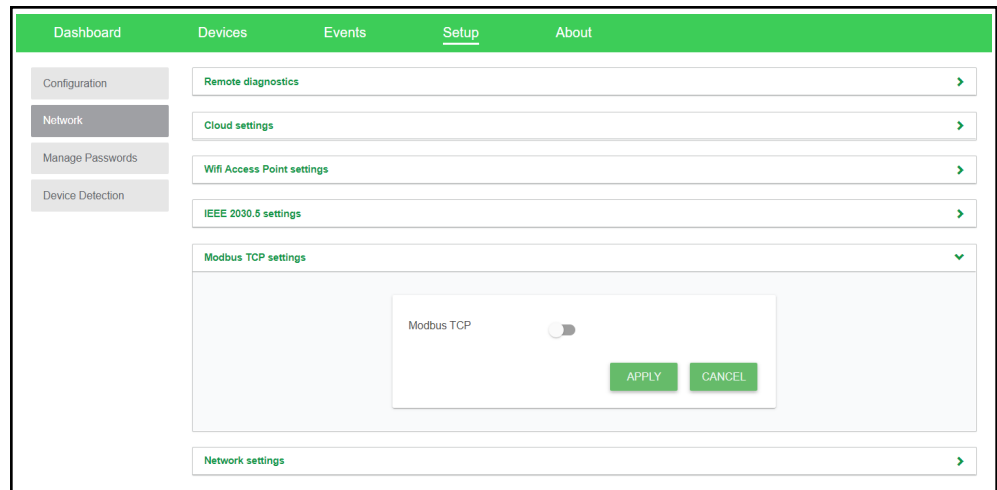 Dashboard Devices Events Setup About
Configuration
Network
Manage Passwords
Device Detection
Remote diagnostics
Cloud settings
Wifi Access Point settings
IEEE 2030.5 settings
Modbus TCP settings
Modbus TCP
APPLY CANCEL
Network settings